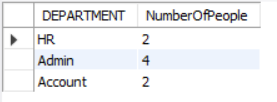 DEPARTMENT NumberOfPeople
HR 2
Admin 4
Account 2